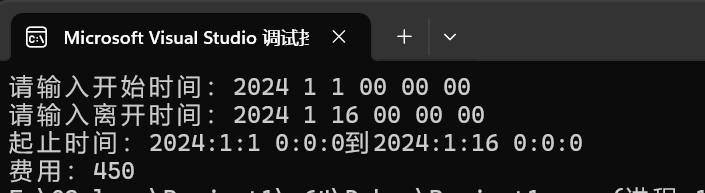 Microsoft Visual Studio 调试
请输入开始时间：2024 1 1 00 00 00
请输入离开时间：2024 1 16 00 00 00
起止时间：2024:1:1 0:0:0到2024:1:16 0:0:0
费用：450